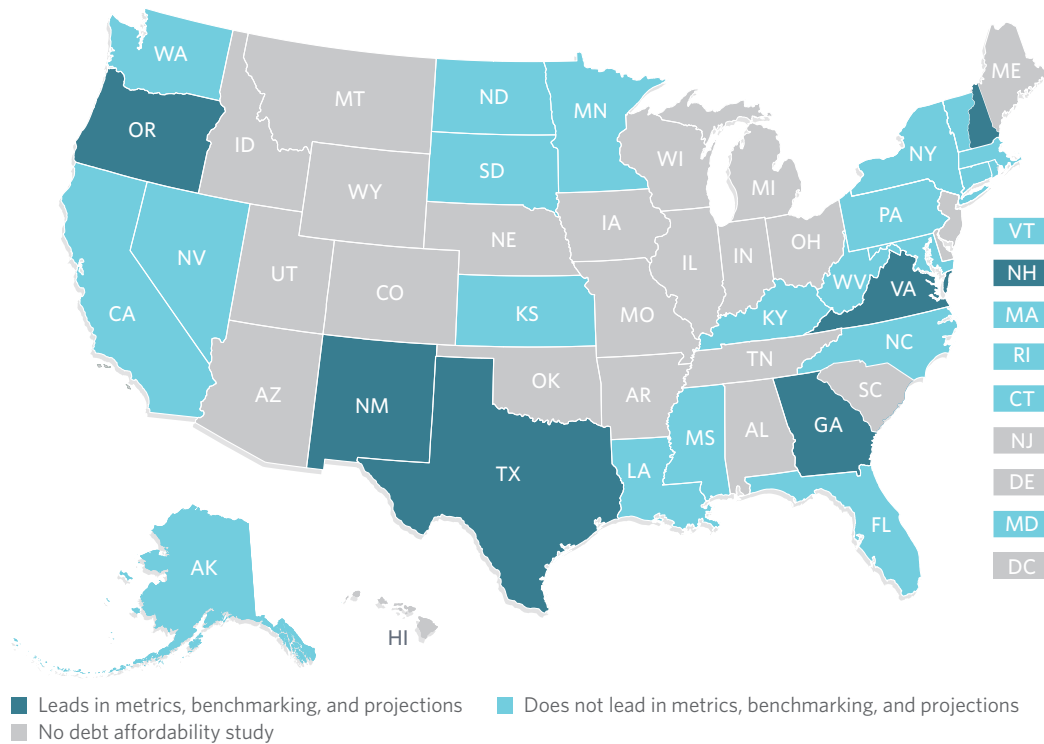 WA
OR
CA
NV
ID
MT
WY
UT
CO
AZ
NM
ND
SD
NE
KS
OK
TX
MN
IA
MO
AR
LA
WI
IL
IN
MI
OH
KY
TN
MS
AL
GA
FL
SC
NC
VA
WV
PA
NY
ME
VT
NH
MA
RI
CT
NJ
DE
MD
DC
AK
HI
Leads in metrics, benchmarking, and projections
Does not lead in metrics, benchmarking, and projections
No debt affordability study